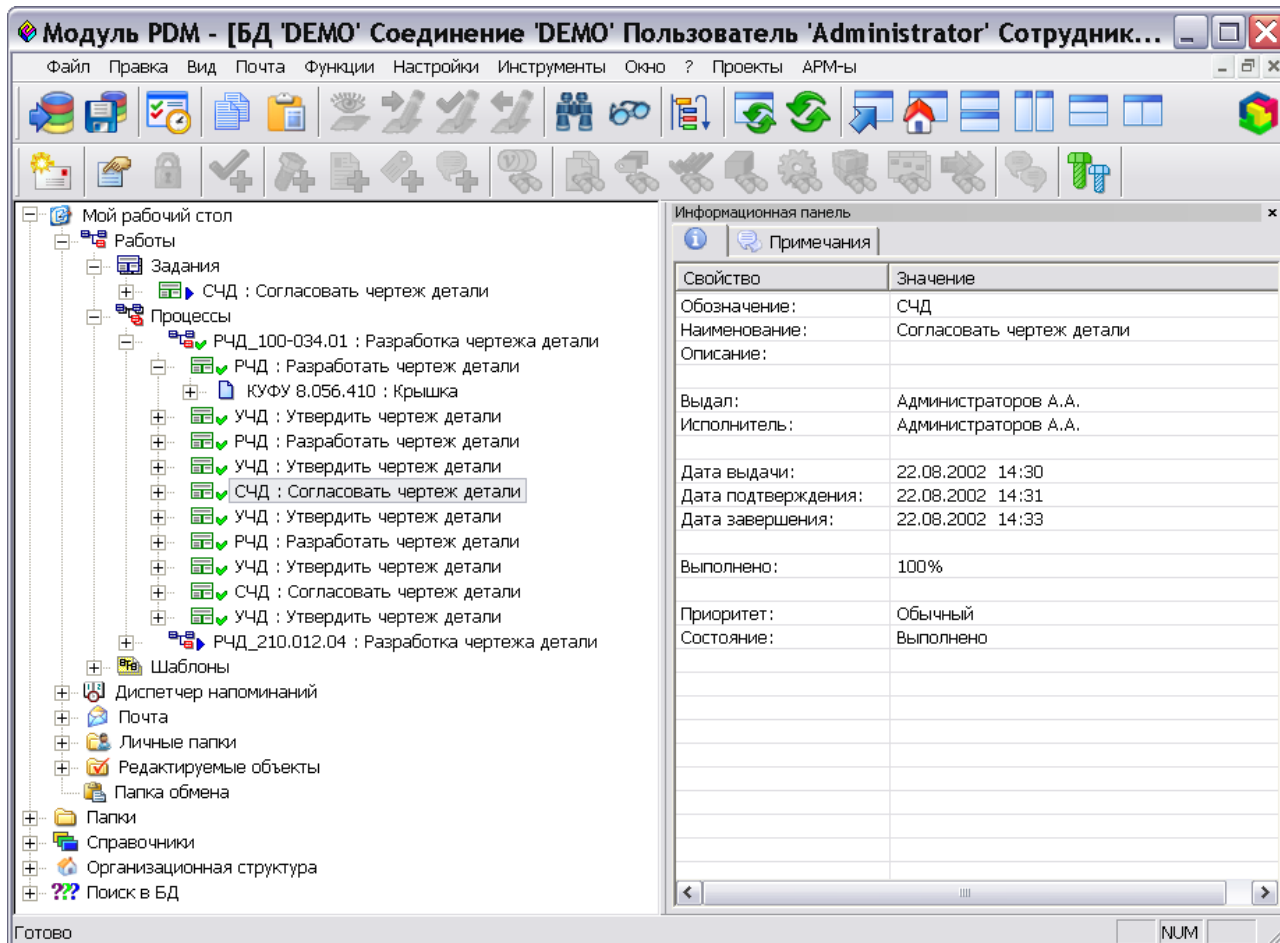 Модуль PDM - [БД 'DEMO' Соединение 'DEMO' Пользователь 'Administrator' Сотрудник...
Файл Правка Вид Почта Функции Настройки Инструменты Окно ? Проекты АРМ-ы
Мой рабочий стол
Работы
Задания
СЧД : Согласовать чертеж детали
Процессы
РЧД_100-034.01 : Разработка чертежа детали
РЧД : Разработать чертеж детали
КУФУ 8.056.410 : Крышка
УЧД : Утвердить чертеж детали
РЧД : Разработать чертеж детали
УЧД : Утвердить чертеж детали
СЧД : Согласовать чертеж детали
УЧД : Утвердить чертеж детали
РЧД : Разработать чертеж детали
УЧД : Утвердить чертеж детали
СЧД : Согласовать чертеж детали
УЧД : Утвердить чертеж детали
РЧД_210.012.04 : Разработка чертежа детали
Шаблоны
Диспетчер напоминаний
Почта
Личные папки
Редактируемые объекты
Папка обмена
Папки
Справочники
Организационная структура
??? Поиск в БД
Информационная панель
Примечания
Свойство Значение
Обозначение: СЧД
Наименование: Согласовать чертеж детали
Описание:
Выдал: Администраторов А.А.
Исполнитель: Администраторов А.А.
Дата выдачи: 22.08.2002 14:30
Дата подтверждения: 22.08.2002 14:31
Дата завершения: 22.08.2002 14:33
Выполнено: 100%
Приоритет: Обычный
Состояние: Выполнено
Готово
NUM